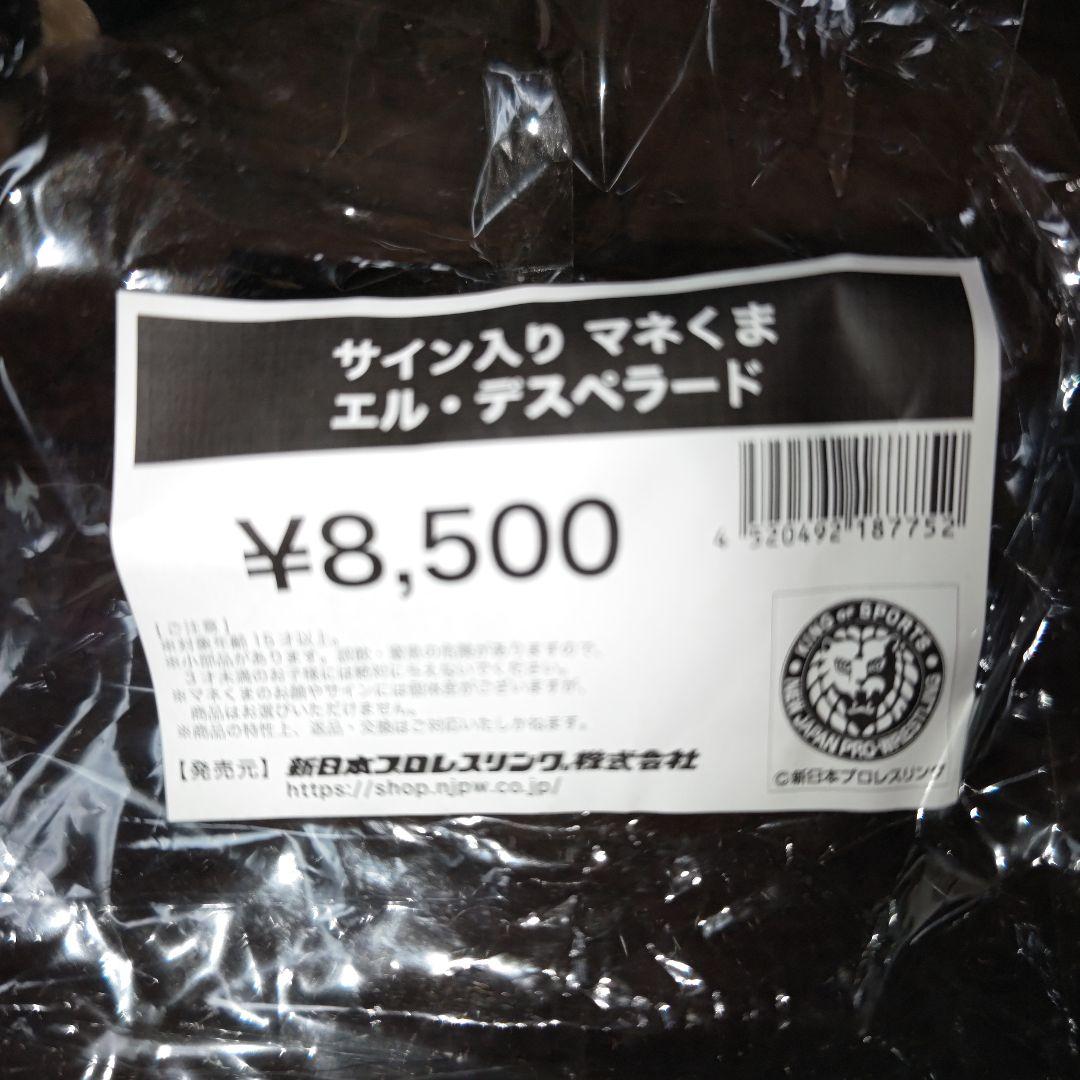 サイン入り マネくま
エル・デスペラード
¥8,500
4 520492 187752
【ご注意】
※対象年齢 15才以上。
※小部品があります。誤飲・窒息の危険がありますので、
3才未満のお子様には絶対に与えないでください。
※マネくまのお顔やサインには個体差がございますが、
商品はお選びいただけません。
※商品の特性上、返品・交換はご対応いたしかねます。
【発売元】 新日本プロレスリング株式会社
https://shop.njpw.co.jp/
KING OF SPORTS
NEW JAPAN PRO-WRESTLING
©新日本プロレスリング